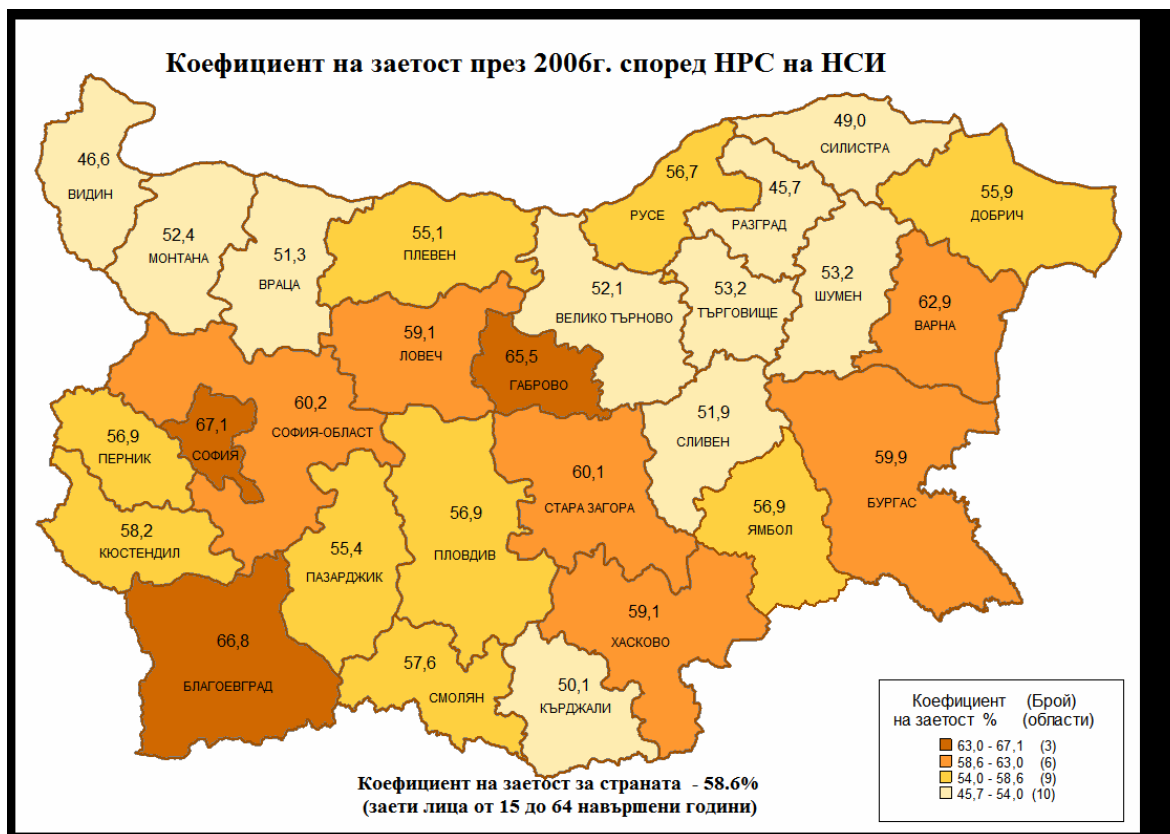 Коефициент на заетост през 2006г. според НРС на НСИ
46,6
ВИДИН
52,4
МОНТАНА
51,3
ВРАЦА
55,1
ПЛЕВЕН
52,1
ВЕЛИКО ТЪРНОВО
56,7
РУСЕ
45,7
РАЗГРАД
49,0
СИЛИСТРА
55,9
ДОБРИЧ
53,2
ТЪРГОВИЩЕ
53,2
ШУМЕН
62,9
ВАРНА
59,1
ЛОВЕЧ
65,5
ГАБРОВО
60,2
СОФИЯ-ОБЛАСТ
67,1
СОФИЯ
56,9
ПЕРНИК
58,2
КЮСТЕНДИЛ
55,4
ПАЗАРДЖИК
56,9
ПЛОВДИВ
60,1
СТАРА ЗАГОРА
51,9
СЛИВЕН
56,9
ЯМБОЛ
59,9
БУРГАС
66,8
БЛАГОЕВГРАД
57,6
СМОЛЯН
50,1
КЪРДЖАЛИ
59,1
ХАСКОВО
Коефициент (Брой)
на заетост % (области)
63,0 - 67,1 (3)
58,6 - 63,0 (6)
54,0 - 58,6 (9)
45,7 - 54,0 (10)
Коефициент на заетост за страната - 58.6%
(заети лица от 15 до 64 навършени години)